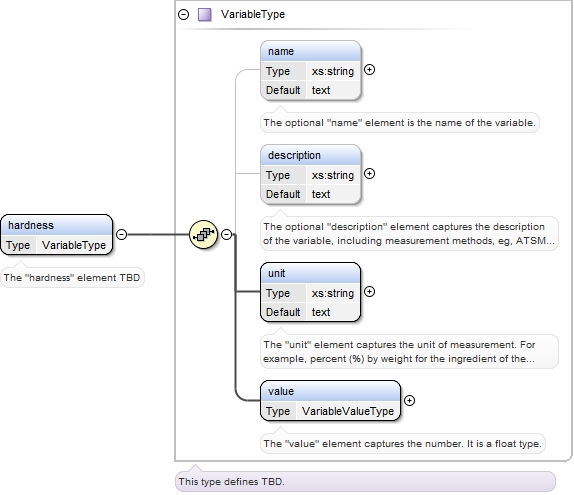 VariableType
name
Type xs:string
Default text
The optional "name" element is the name of the variable.
description
Type xs:string
Default text
The optional "description" element captures the description
of the variable, including measurement methods, eg, ATSM...
hardness
Type VariableType
The "hardness" element TBD
unit
Type xs:string
Default text
The "unit" element captures the unit of measurement. For
example, percent (%) by weight for the ingredient of the...
value
Type VariableValueType
The "value" element captures the number. It is a float type.
This type defines TBD.